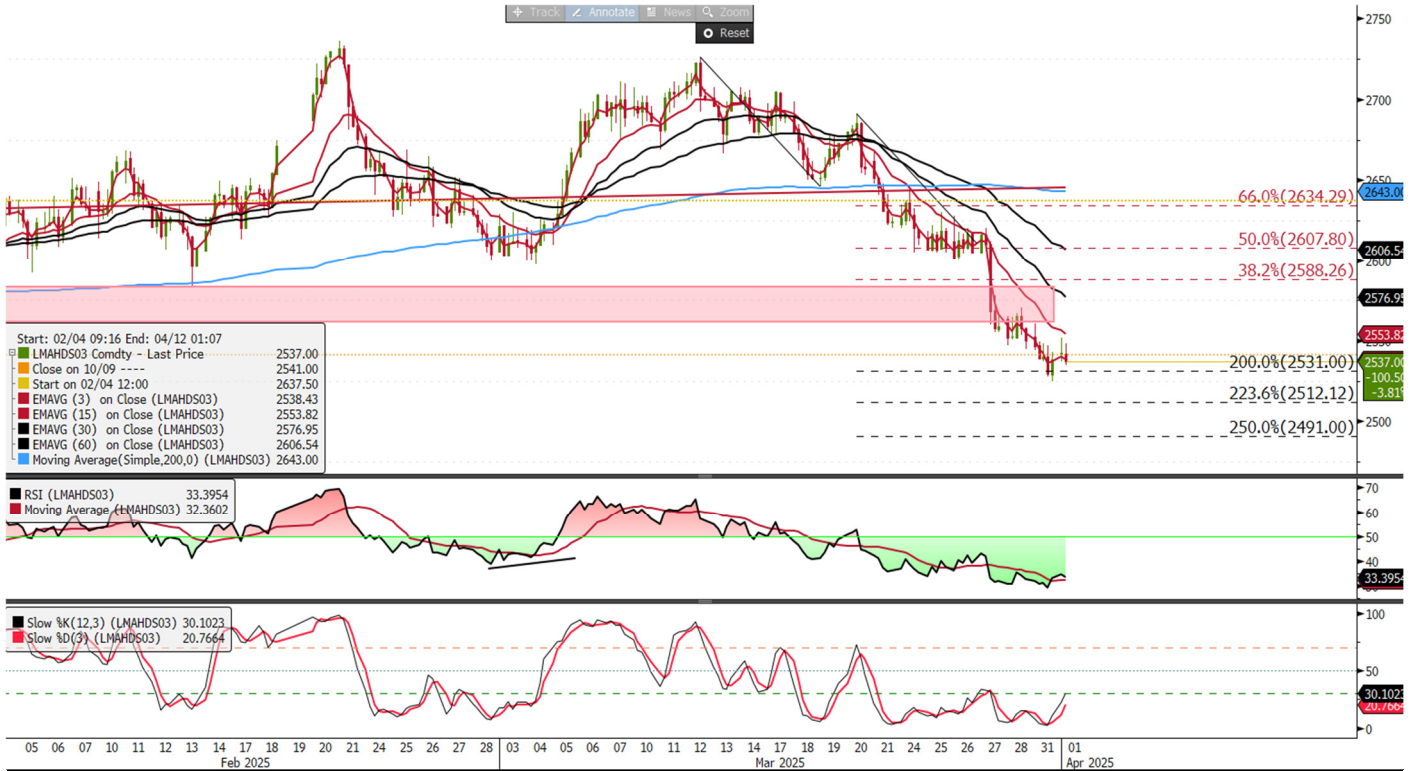 Track Annotate News Zoom
Reset
2750
2700
2650
66.0%(2634.29)
2643.00
50.0%(2607.80)
2606.54
2600
38.2%(2588.26)
2576.95
2553.82
200.0%(2531.00)
2537.00
-100.50
-3.81%
223.6%(2512.12)
2500
250.0%(2491.00)
Start: 02/04 09:16 End: 04/12 01:07
LMAHDS03 Comdty - Last Price 2537.00
Close on 10/09 ---- 2541.00
Start on 02/04 12:00 2637.50
EMAVG (3) on Close (LMAHDS03) 2538.43
EMAVG (15) on Close (LMAHDS03) 2553.82
EMAVG (30) on Close (LMAHDS03) 2576.95
EMAVG (60) on Close (LMAHDS03) 2606.54
Moving Average(Simple,200,0) (LMAHDS03) 2643.00
RSI (LMAHDS03) 33.3954
Moving Average (LMAHDS03) 32.3602
70
60
50
40
33.3954
Slow %K(12,3) (LMAHDS03) 30.1023
Slow %D(3) (LMAHDS03) 20.7664
100
50
30.1023
20.7664
0
05 06 07 10 11 12 13 14 17 18 19 20 21 24 25 26 27 28 03 04 05 06 07 10 11 12 13 14 17 18 19 20 21 24 25 26 27 28 31 01
Feb 2025 Mar 2025 Apr 2025